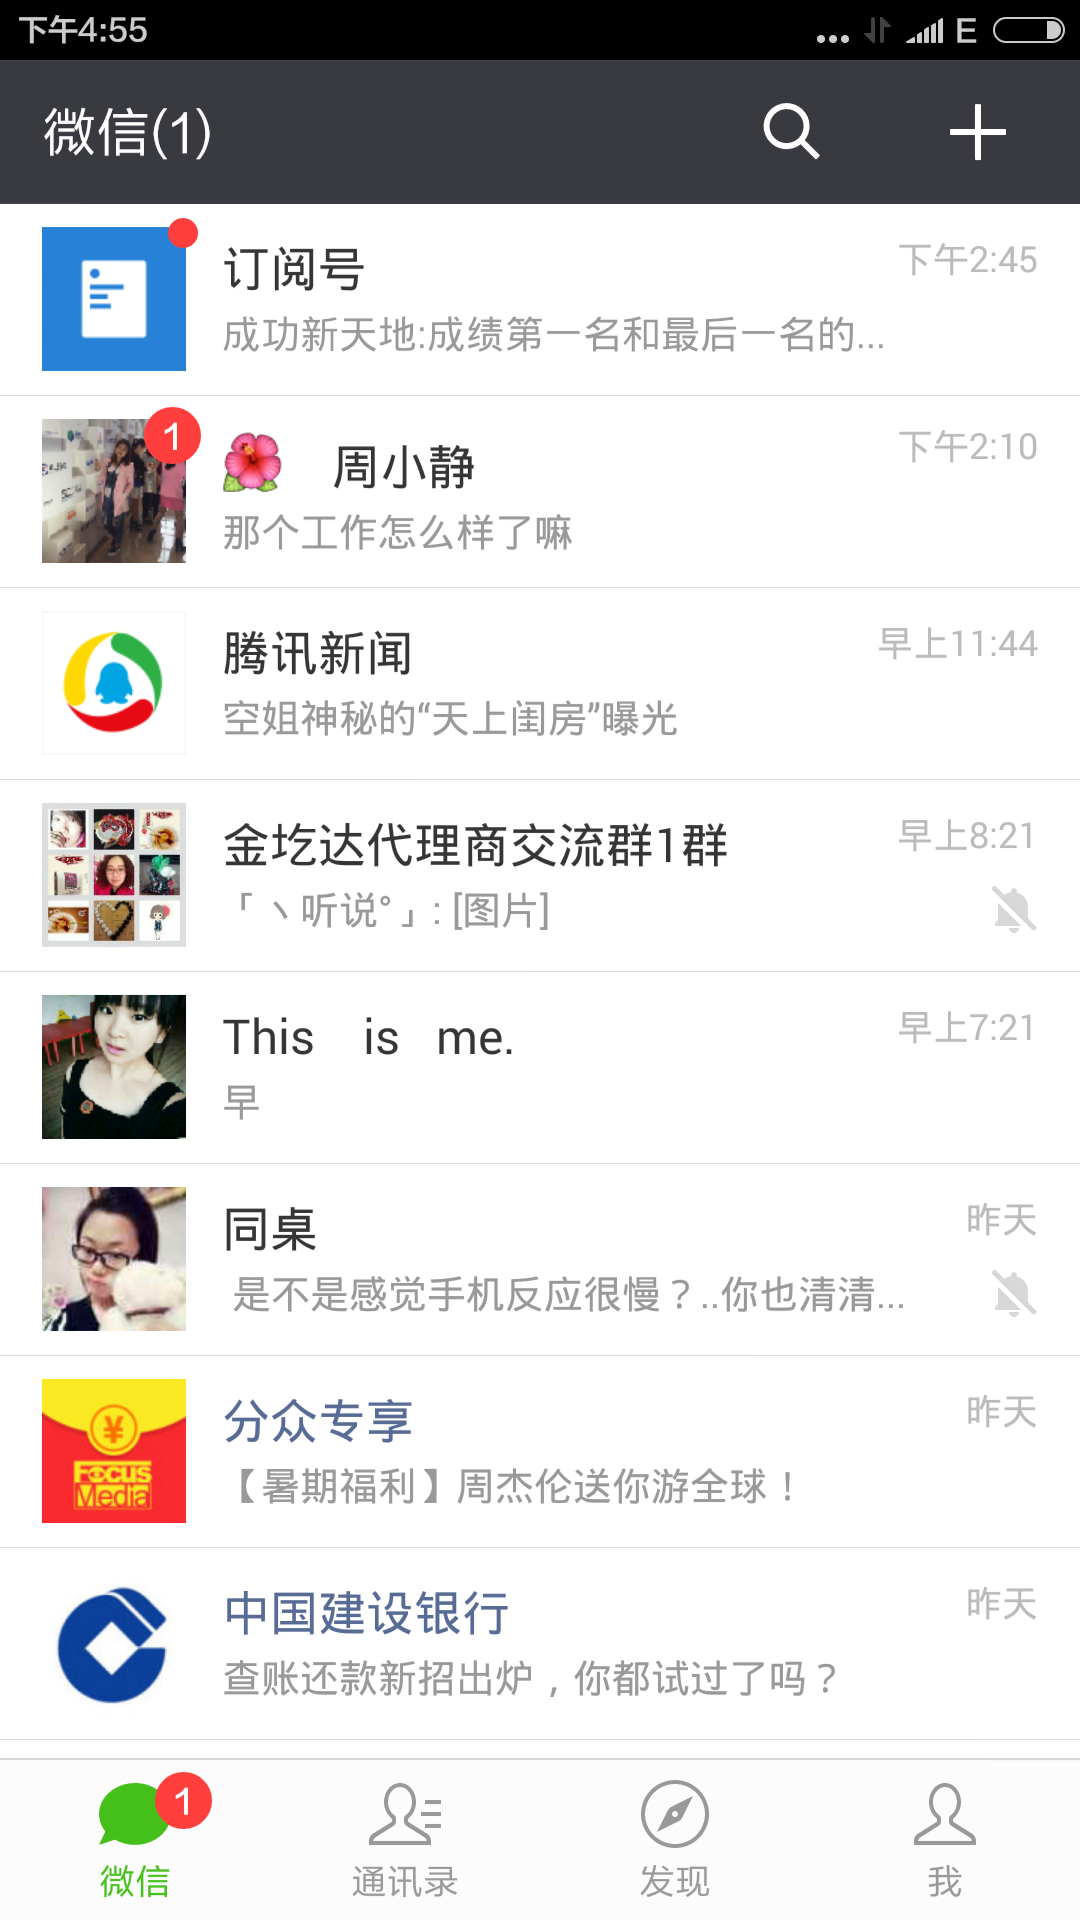 下午4:55
E
微信(1)
订阅号
下午2:45
成功新天地:成绩第一名和最后一名的...
1
周小静
下午2:10
那个工作怎么样了嘛
腾讯新闻
早上11:44
空姐神秘的“天上闺房”曝光
金圪达代理商交流群1群
早上8:21
「丶听说°」: [图片]
This is me.
早上7:21
早
同桌
昨天
是不是感觉手机反应很慢？..你也清清...
分众专享
昨天
¥
Focus
Media
【暑期福利】周杰伦送你游全球！
中国建设银行
昨天
查账还款新招出炉，你都试过了吗？
1
微信
通讯录
发现
我